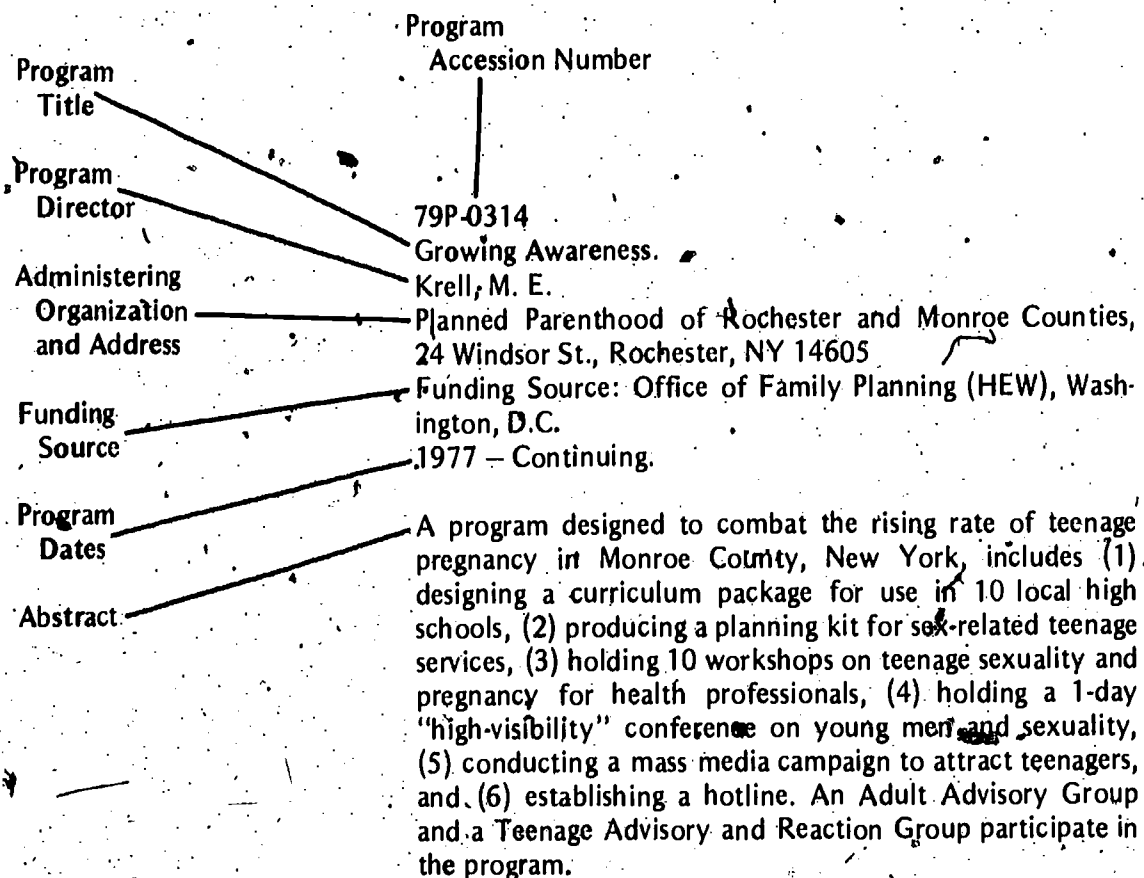 Program
Accession Number
Program
Title
Program
Director
Administering
Organization
and Address
Funding
Source
Program
Dates
Abstract
79P-0314
Growing Awareness.
Krell, M. E.
Planned Parenthood of Rochester and Monroe Counties,
24 Windsor St., Rochester, NY 14605
Funding Source: Office of Family Planning (HEW), Wash-
ington, D.C.
1977 – Continuing.
A program designed to combat the rising rate of teenage
pregnancy in Monroe County, New York, includes (1)
designing a curriculum package for use in 10 local high
schools, (2) producing a planning kit for sex-related teenage
services, (3) holding 10 workshops on teenage sexuality and
pregnancy for health professionals, (4) holding a 1-day
"high-visibility" conference on young men and sexuality,
(5) conducting a mass media campaign to attract teenagers,
and (6) establishing a hotline. An Adult Advisory Group
and a Teenage Advisory and Reaction Group participate in
the program.